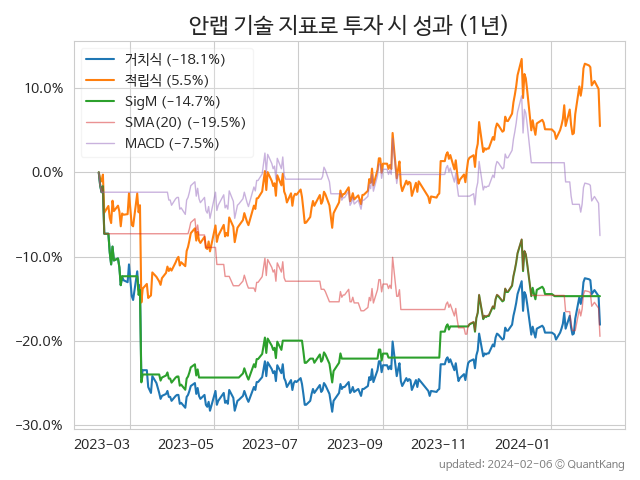 안랩 기술 지표로 투자 시 성과 (1년)
거치식 (−18.1%)
적립식 (5.5%)
SigM (−14.7%)
SMA(20) (−19.5%)
MACD (−7.5%)
10.0%
0.0%
−10.0%
−20.0%
−30.0%
2023-03 2023-05 2023-07 2023-09 2023-11 2024-01
updated: 2024-02-06 © QuantKang